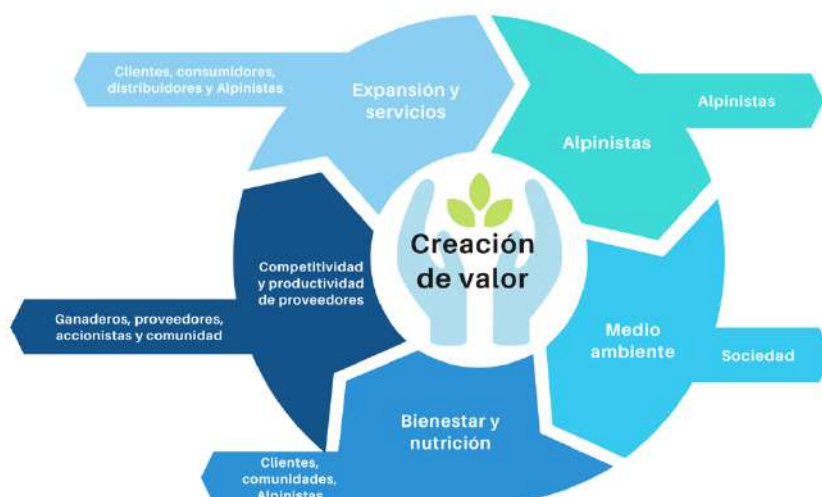 Clientes, consumidores,
distribuidores y Alpinistas
Expansión y
servicios
Alpinistas
Alpinistas
Creación
de valor
Competitividad
y productividad
de proveedores
Ganaderos, proveedores,
accionistas y comunidad
Medio
ambiente
Sociedad
Bienestar y
nutrición
Clientes,
comunidades,
Alpinistas